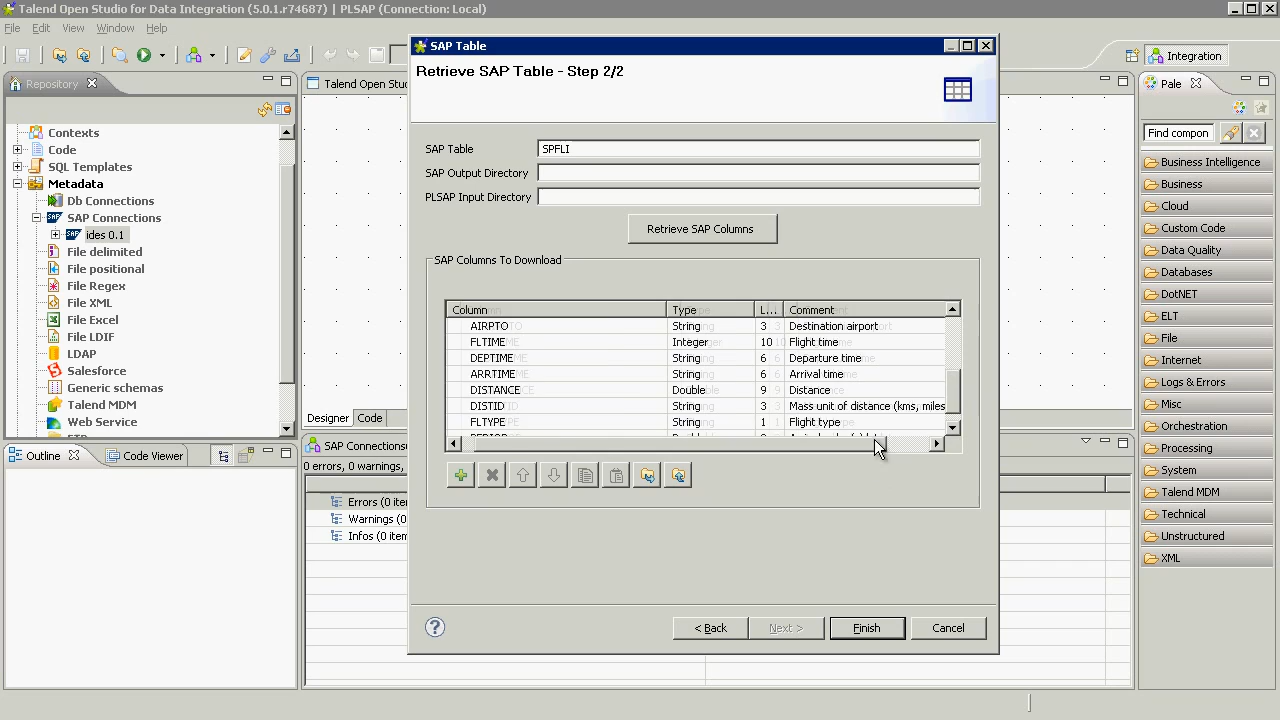 Talend Open Studio for Data Integration (5.0.1.r74687) | PLSAP (Connection: Local)
File Edit View Window Help
Integration
Repository
Contexts
Code
SQL Templates
Metadata
Db Connections
SAP Connections
ides 0.1
File delimited
File positional
File Regex
File XML
File Excel
File LDIF
LDAP
Salesforce
Generic schemas
Talend MDM
Web Service
Outline
Code Viewer
Talend Open Stud
Designer Code
SAP Connections
0 errors, 0 warnings,
Errors (0 iter
Warnings (0
Infos (0 item
SAP Table
Retrieve SAP Table - Step 2/2
SAP Table SPFLI
SAP Output Directory
PLSAP Input Directory
Retrieve SAP Columns
SAP Columns To Download
Column Type L... Comment
AIRPTO String 3 Destination airport
FLTIME Integer 10 Flight time
DEPTIME String 6 Departure time
ARRTIME String 6 Arrival time
DISTANCE Double 9 Distance
DISTID String 3 Mass unit of distance (kms, miles
FLTYPE String 1 Flight type
?
< Back Next > Finish Cancel
Pale
Find compon
Business Intelligence
Business
Cloud
Custom Code
Data Quality
Databases
DotNET
ELT
File
Internet
Logs & Errors
Misc
Orchestration
Processing
System
Talend MDM
Technical
Unstructured
XML